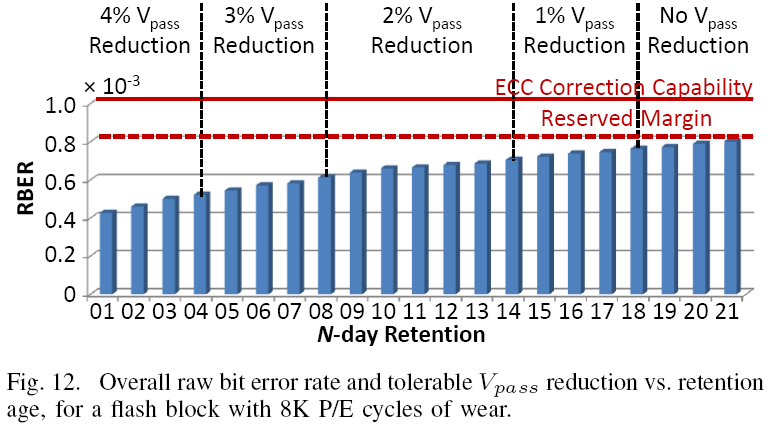 4% Vpass 3% Vpass 2% Vpass 1% Vpass No Vpass
Reduction Reduction Reduction Reduction Reduction
× 10-3
ECC Correction Capability
1.0
Reserved Margin
0.8
0.6
RBER
0.4
0.2
0
01 02 03 04 05 06 07 08 09 10 11 12 13 14 15 16 17 18 19 20 21
N-day Retention
Fig. 12. Overall raw bit error rate and tolerable Vpass reduction vs. retention
age, for a flash block with 8K P/E cycles of wear.